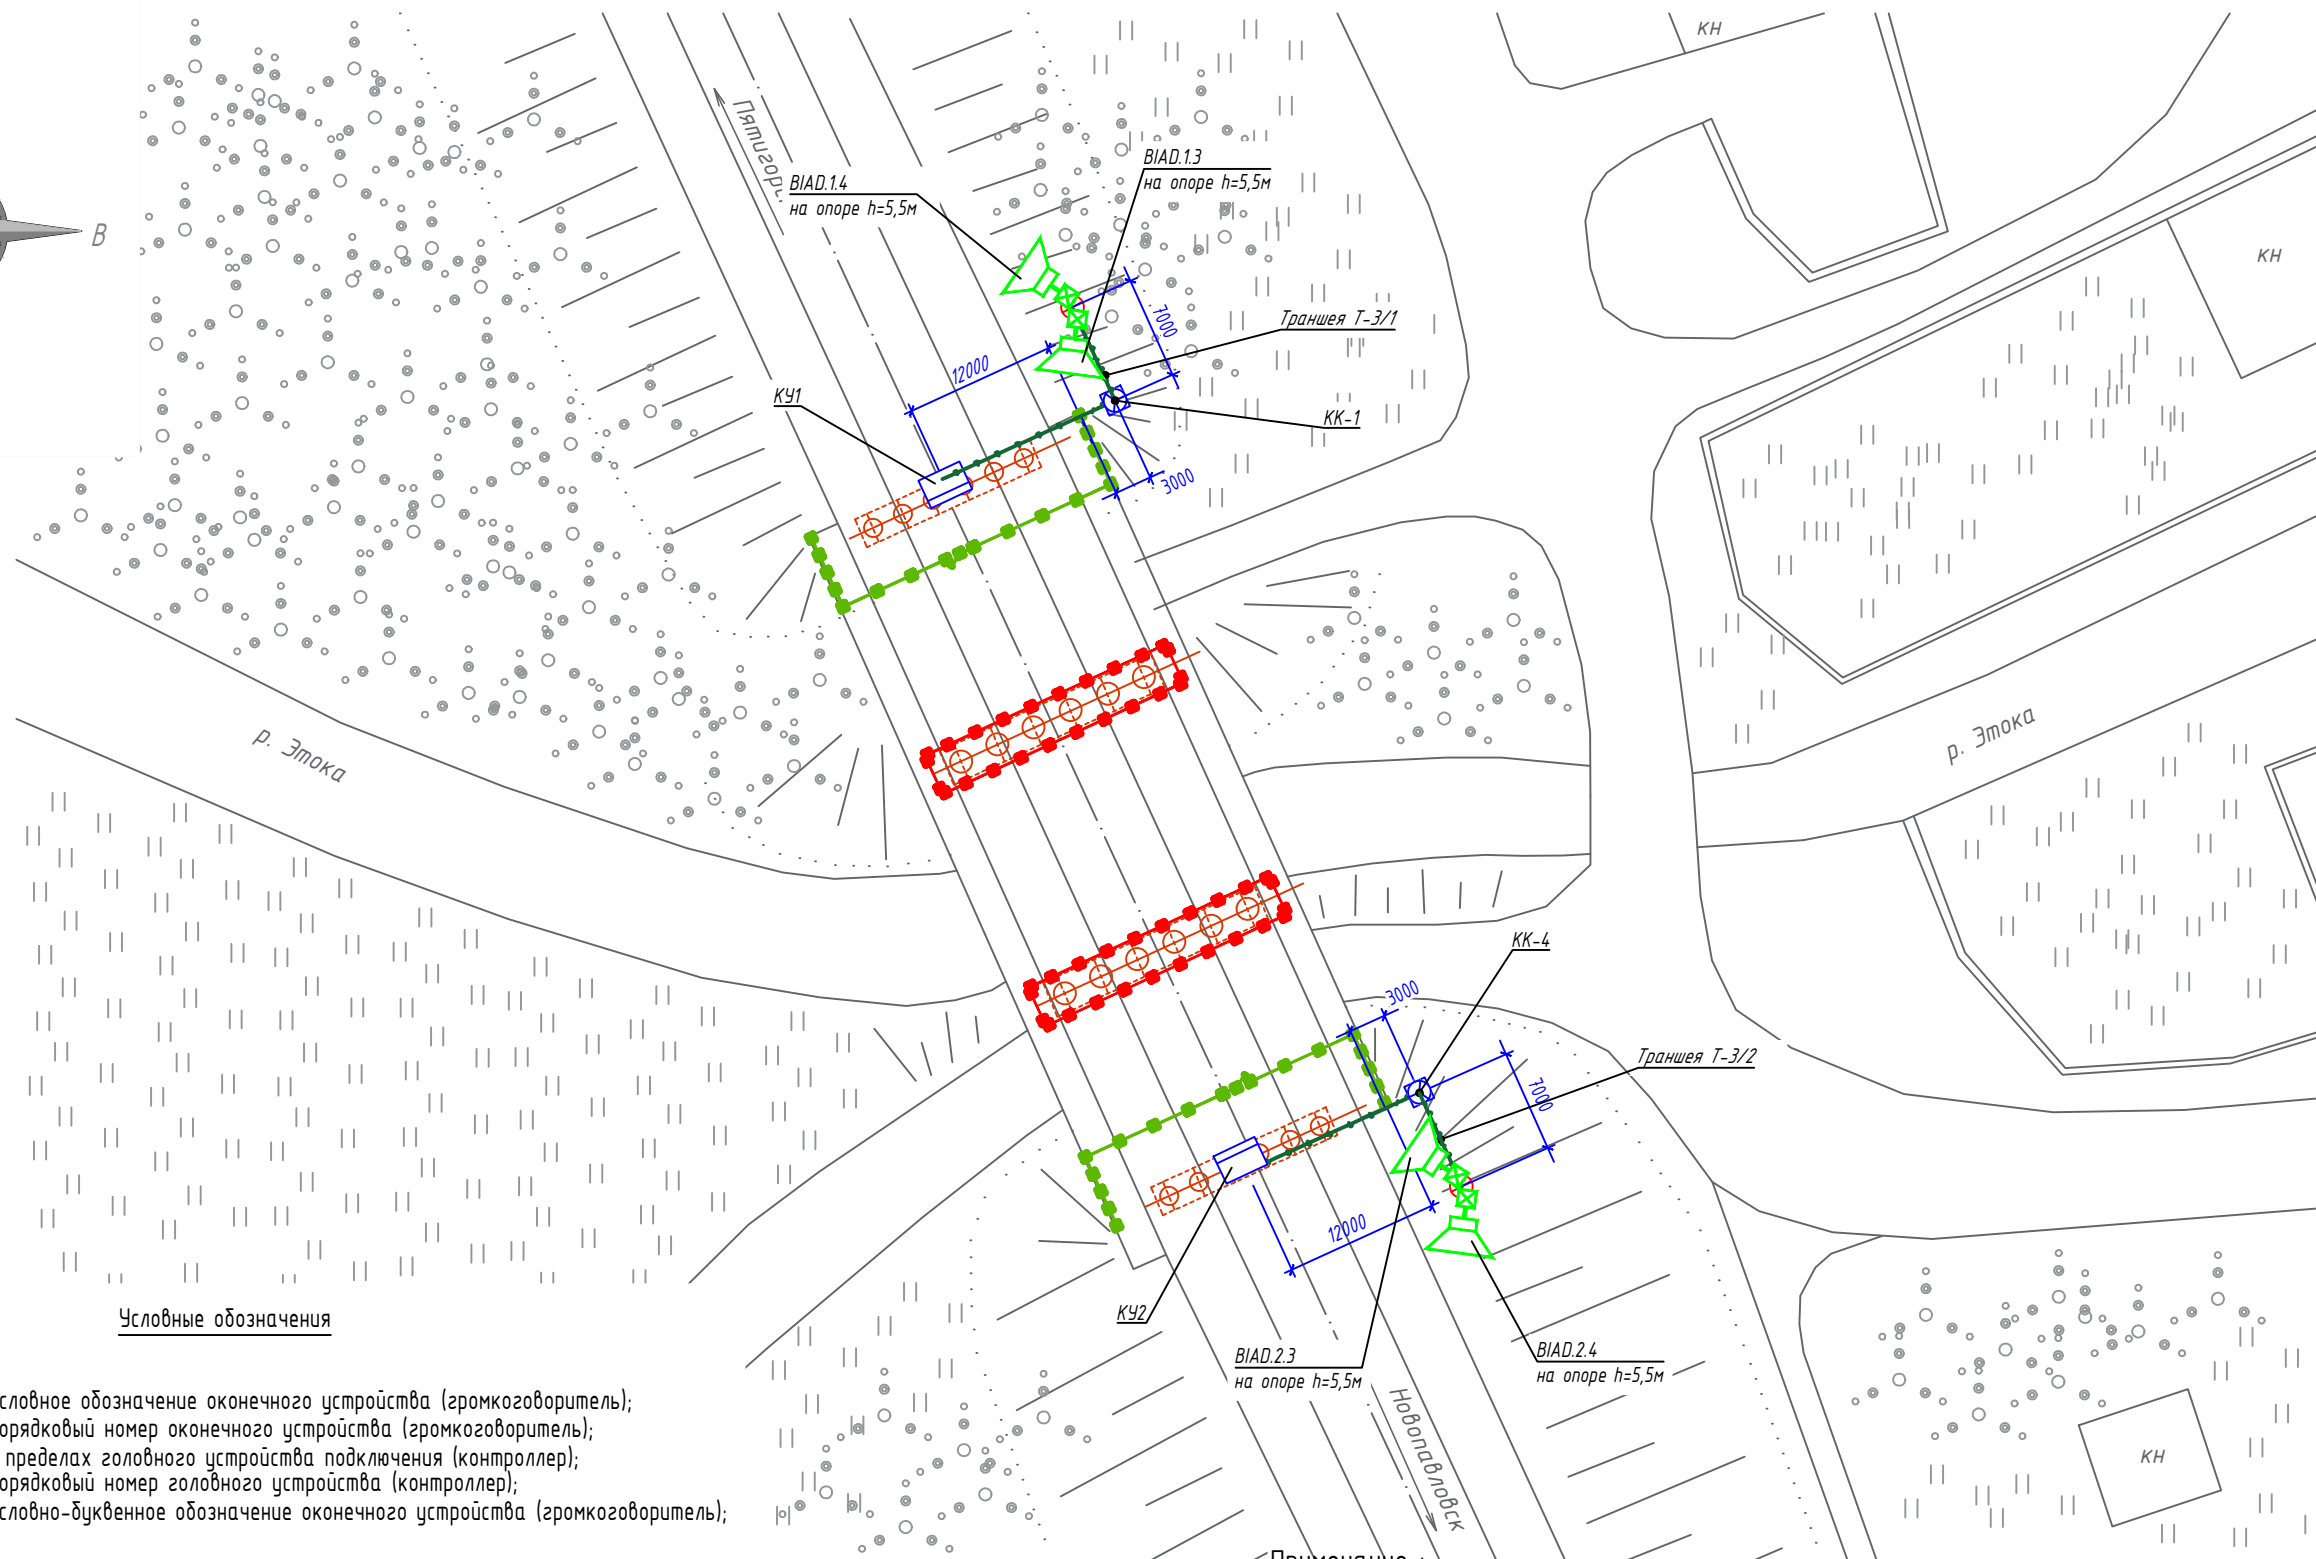 КН
Пятигор
BIAD.1.3
на опоре h=5,5м
BIAD.1.4
на опоре h=5,5м
В
КН
7000
Траншея Т-3/1
12000
КУ1
КК-1
3000
р. Этока
р. Этока
КК-4
3000
Траншея Т-3/2
7000
12000
КУ2
Условные обозначения
BIAD.2.3
на опоре h=5,5м
BIAD.2.4
на опоре h=5,5м
Новопавловск
словное обозначение оконечного устройства (громкоговоритель);
орядковый номер оконечного устройства (громкоговоритель);
пределах головного устройства подключения (контроллер);
орядковый номер головного устройства (контроллер);
словно-буквенное обозначение оконечного устройства (громкоговоритель);
КН